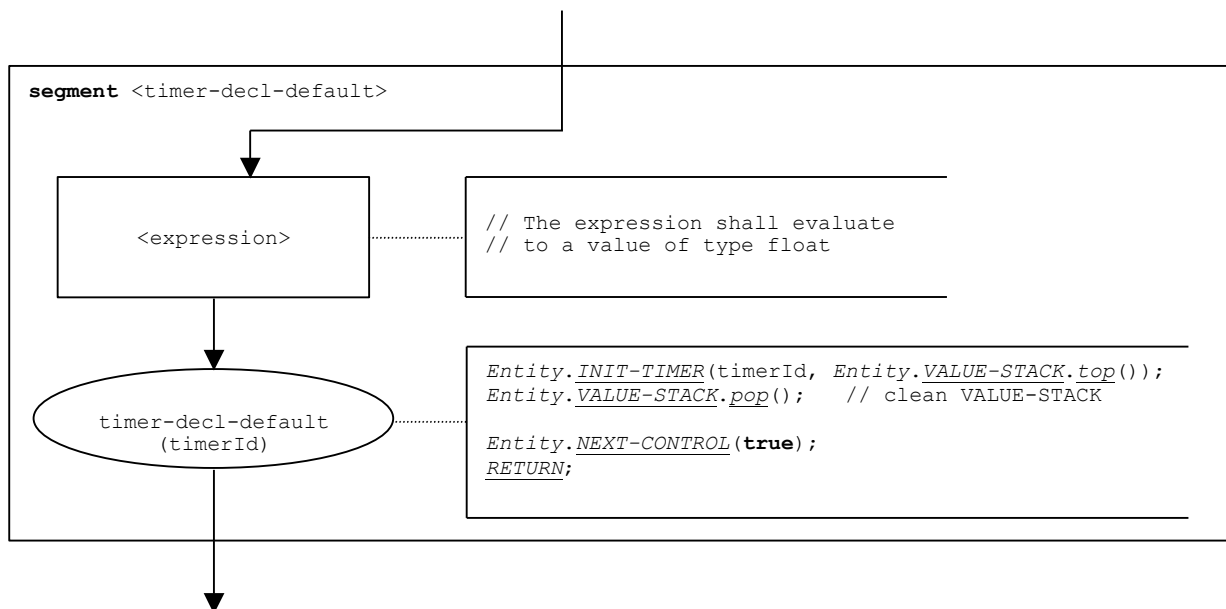 segment <timer-decl-default>
<expression>
// The expression shall evaluate
// to a value of type float
timer-decl-default
(timerId)
Entity.INIT-TIMER(timerId, Entity.VALUE-STACK.top());
Entity.VALUE-STACK.pop();   // clean VALUE-STACK
Entity.NEXT-CONTROL(true);
RETURN;